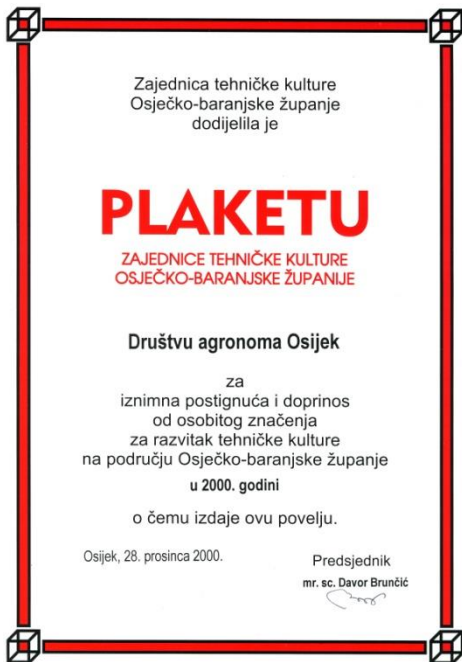 Zajednica tehničke kulture
Osječko-baranjske županje
dodijelila je
PLAKETU
ZAJEDNICE TEHNIČKE KULTURE
OSJEČKO-BARANJSKE ŽUPANIJE
Društvu agronoma Osijek
za
iznimna postignuća i doprinos
od osobitog značenja
za razvitak tehničke kulture
na području Osječko-baranjske županje
u 2000. godini
o čemu izdaje ovu povelju.
Osijek, 28. prosinca 2000.
Predsjednik
mr. sc. Davor Brunčić